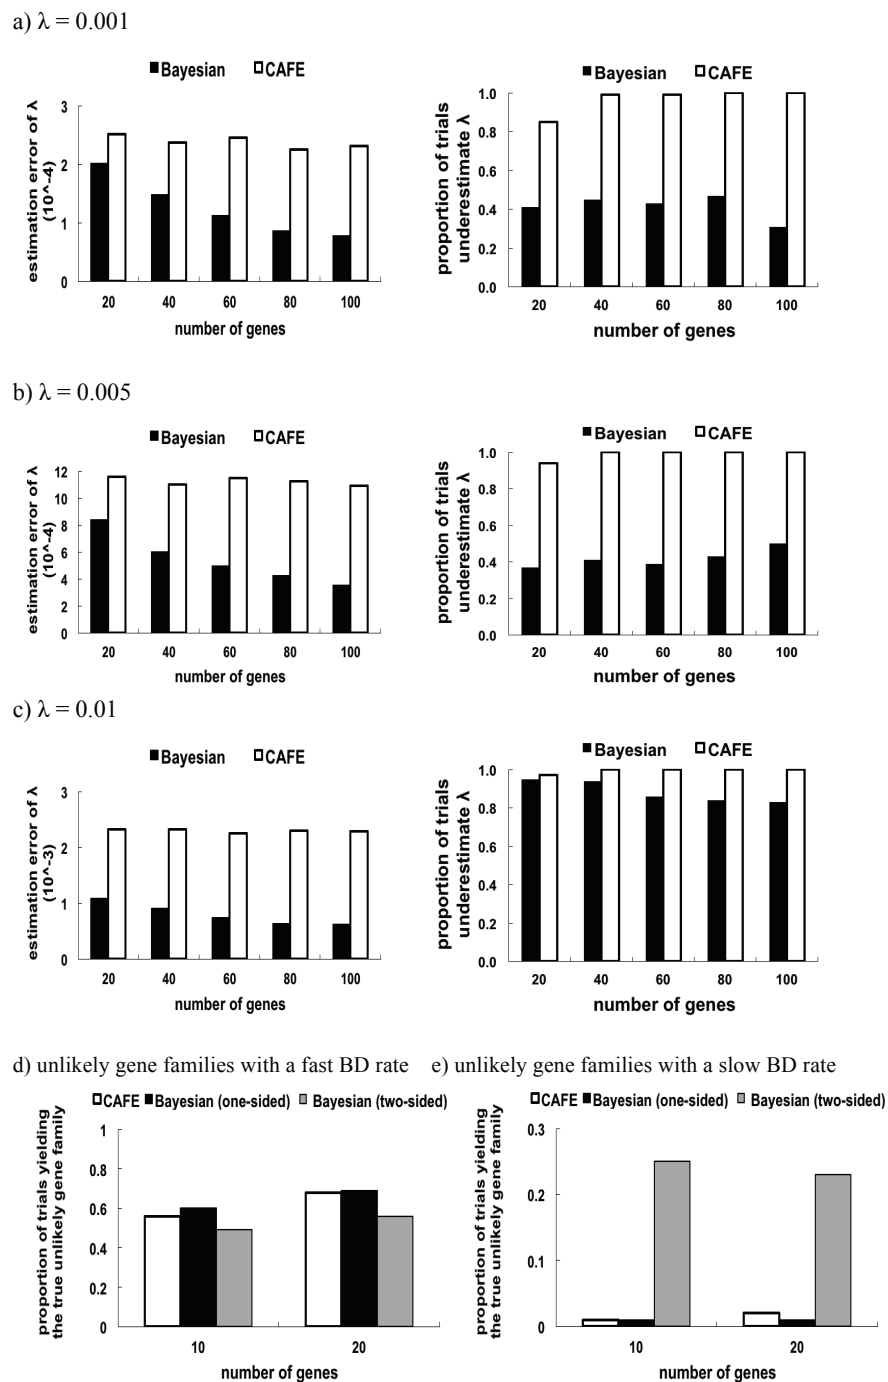 a) λ = 0.001
Bayesian CAFE
estimation error of λ
(10^-4)
3
2
1
0
20 40 60 80 100
number of genes
Bayesian CAFE
proportion of trials
underestimate λ
1.0
0.8
0.6
0.4
0.2
0.0
20 40 60 80 100
number of genes
b) λ = 0.005
Bayesian CAFE
estimation error of λ
(10^-4)
12
10
8
6
4
2
0
20 40 60 80 100
number of genes
Bayesian CAFE
proportion of trials
underestimate λ
1.0
0.8
0.6
0.4
0.2
0.0
20 40 60 80 100
number of genes
c) λ = 0.01
Bayesian CAFE
estimation error of λ
(10^-3)
3
2
1
0
20 40 60 80 100
number of genes
Bayesian CAFE
proportion of trials
underestimate λ
1.0
0.8
0.6
0.4
0.2
0.0
20 40 60 80 100
number of genes
d) unlikely gene families with a fast BD rate
CAFE Bayesian (one-sided) Bayesian (two-sided)
proportion of trials yielding
the true unlikely gene family
1
0.8
0.6
0.4
0.2
0
10 20
number of genes
e) unlikely gene families with a slow BD rate
CAFE Bayesian (one-sided) Bayesian (two-sided)
proportion of trials yielding
the true unlikely gene family
0.3
0.2
0.1
0
10 20
number of genes